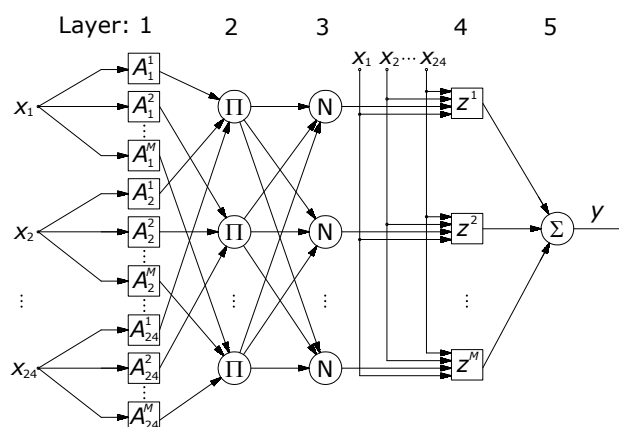 Layer: 1 2 3 4 5
x₁ x₂ ⋯ x₂₄
A₁¹
x₁ A₁² Π N z¹
⋮
A₁ᴹ
A₂¹
x₂ A₂² Π N z² Σ y
⋮
A₂ᴹ
⋮ ⋮ ⋮ ⋮ ⋮
A₂₄¹
x₂₄ A₂₄² Π N zᴹ
⋮
A₂₄ᴹ